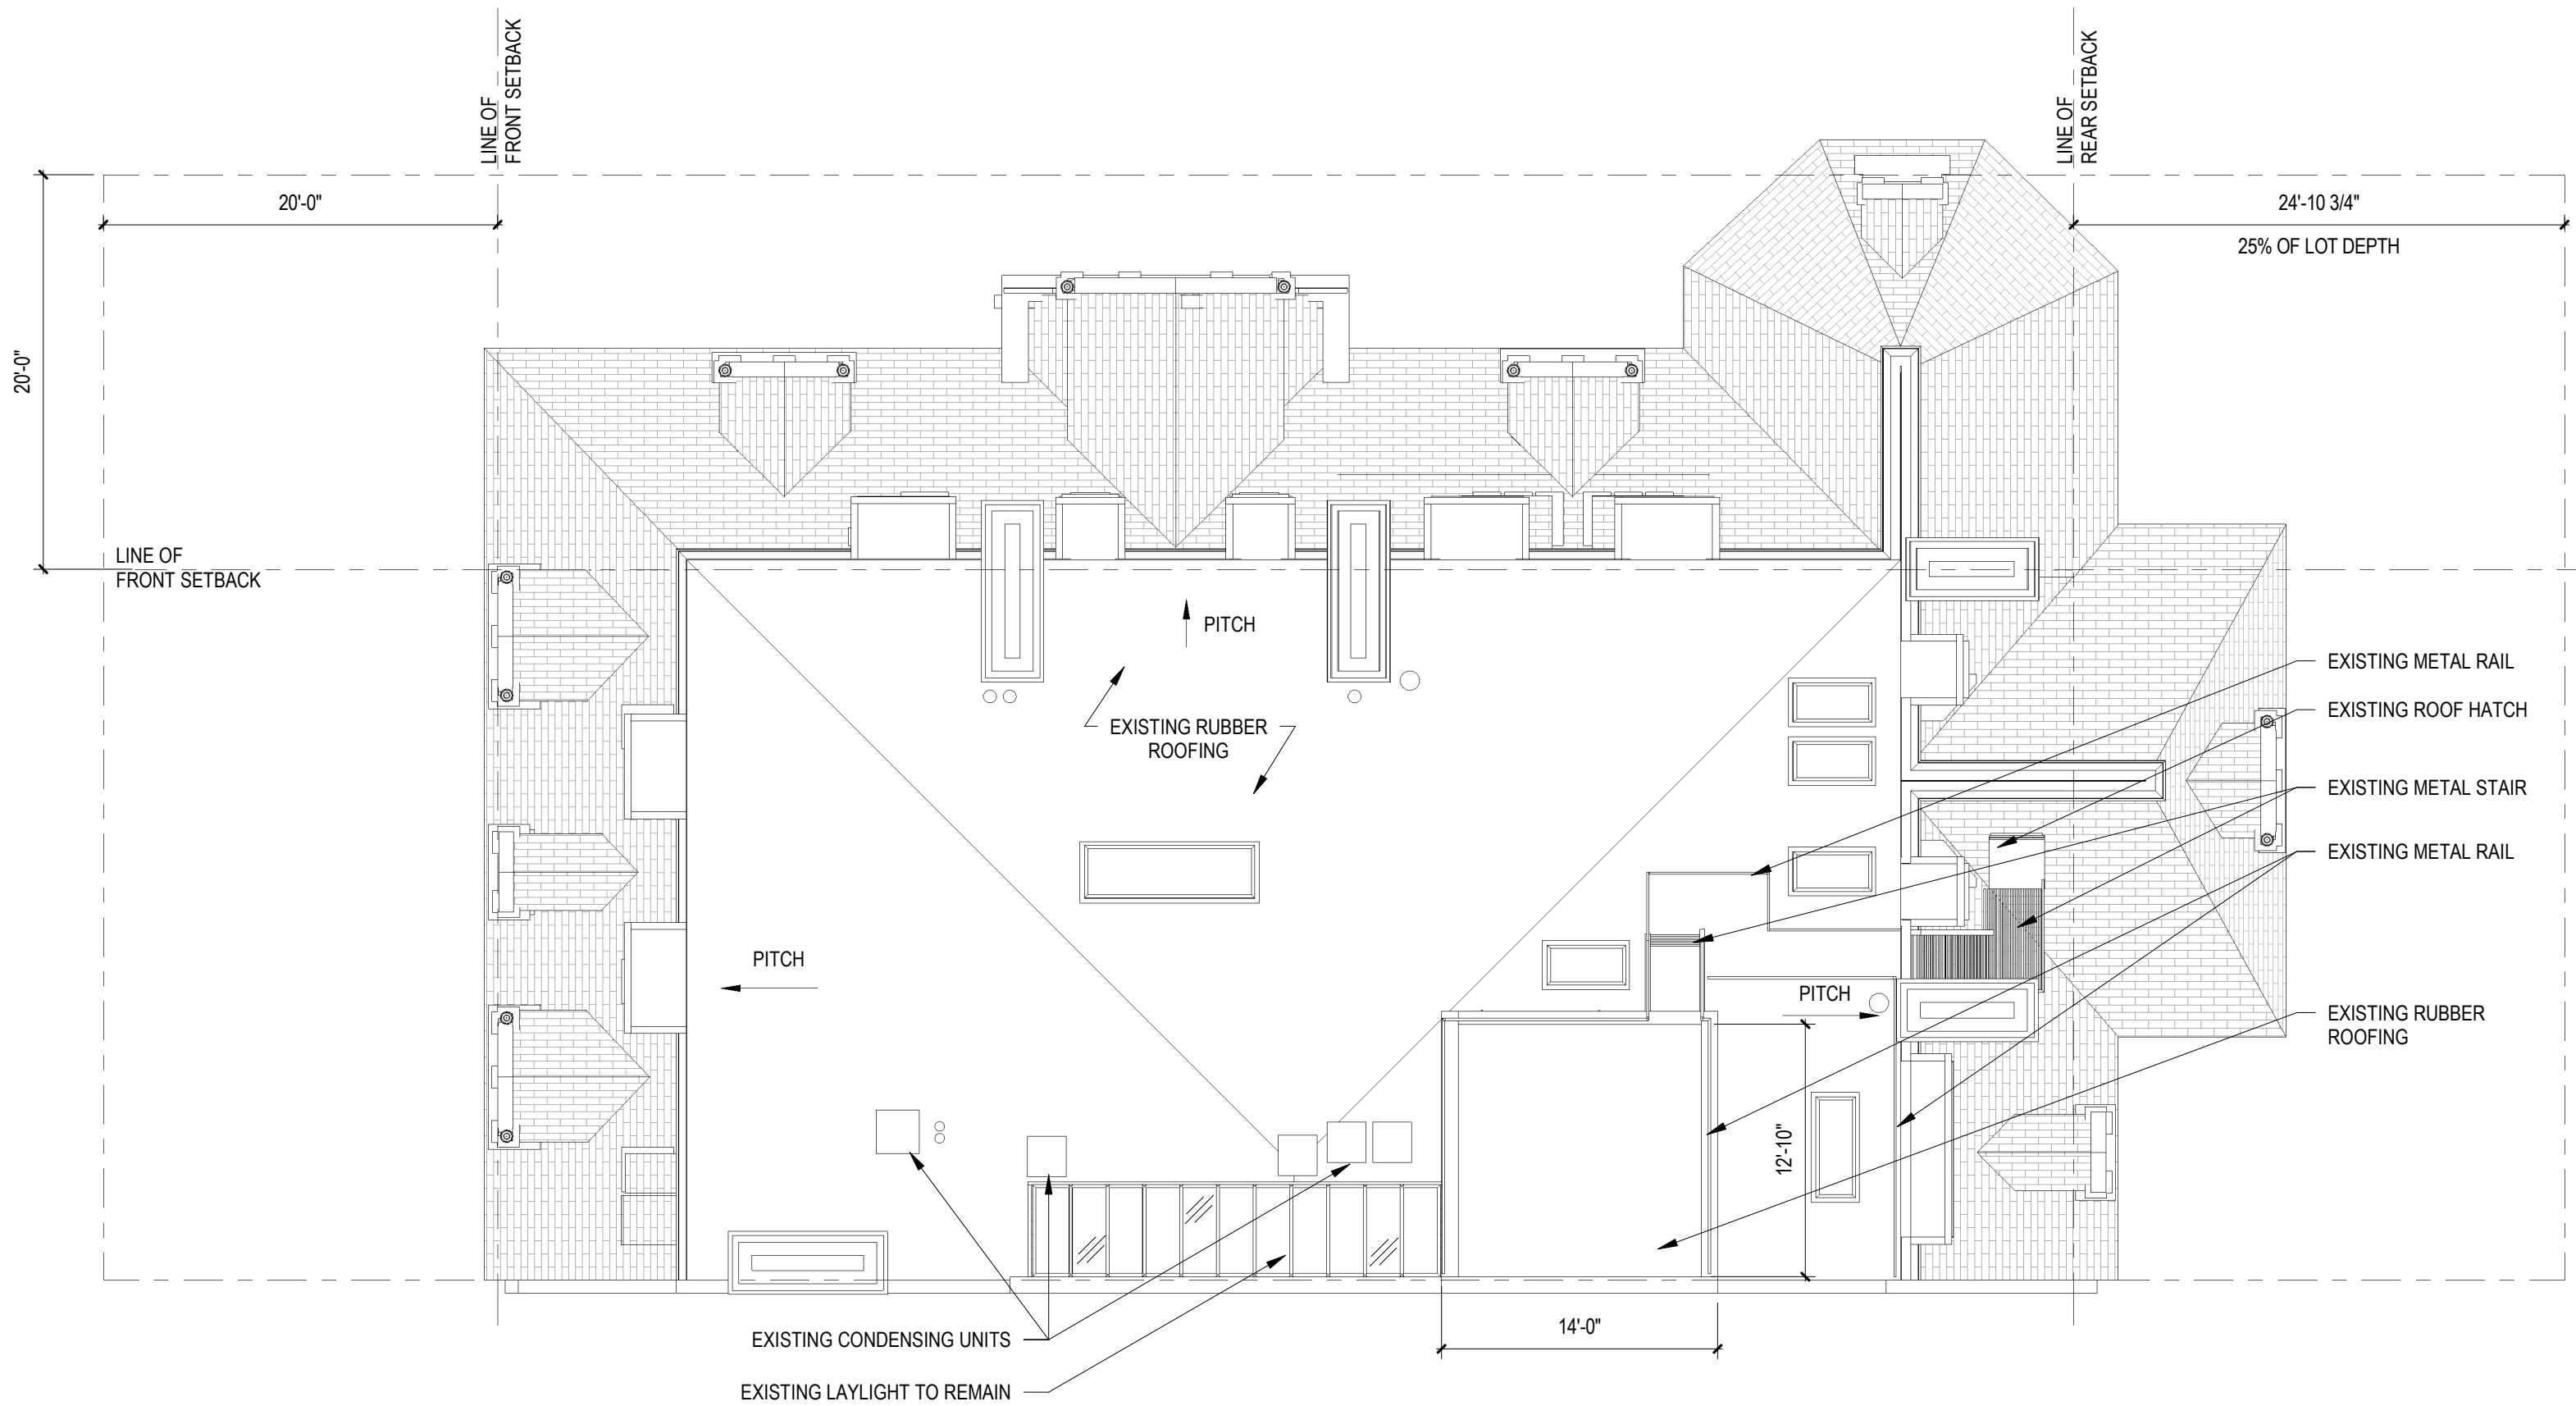 LINE OF
FRONT SETBACK
LINE OF
REAR SETBACK
20'-0"
24'-10 3/4"
25% OF LOT DEPTH
20'-0"
LINE OF
FRONT SETBACK
PITCH
EXISTING RUBBER
ROOFING
EXISTING METAL RAIL
EXISTING ROOF HATCH
EXISTING METAL STAIR
EXISTING METAL RAIL
PITCH
PITCH
EXISTING RUBBER
ROOFING
12'-10"
14'-0"
EXISTING CONDENSING UNITS
EXISTING LAYLIGHT TO REMAIN